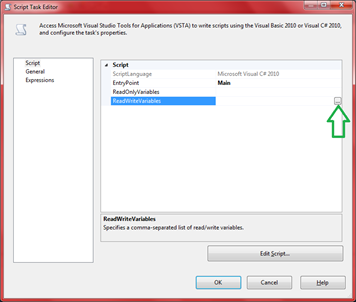 Script Task Editor
Access Microsoft Visual Studio Tools for Applications (VSTA) to write scripts using the Visual Basic 2010 or Visual C# 2010,
and configure the task's properties.
Script
General
Expressions
Script
ScriptLanguage Microsoft Visual C# 2010
EntryPoint Main
ReadOnlyVariables
ReadWriteVariables ...
ReadWriteVariables
Specifies a comma-separated list of read/write variables.
Edit Script...
OK Cancel Help